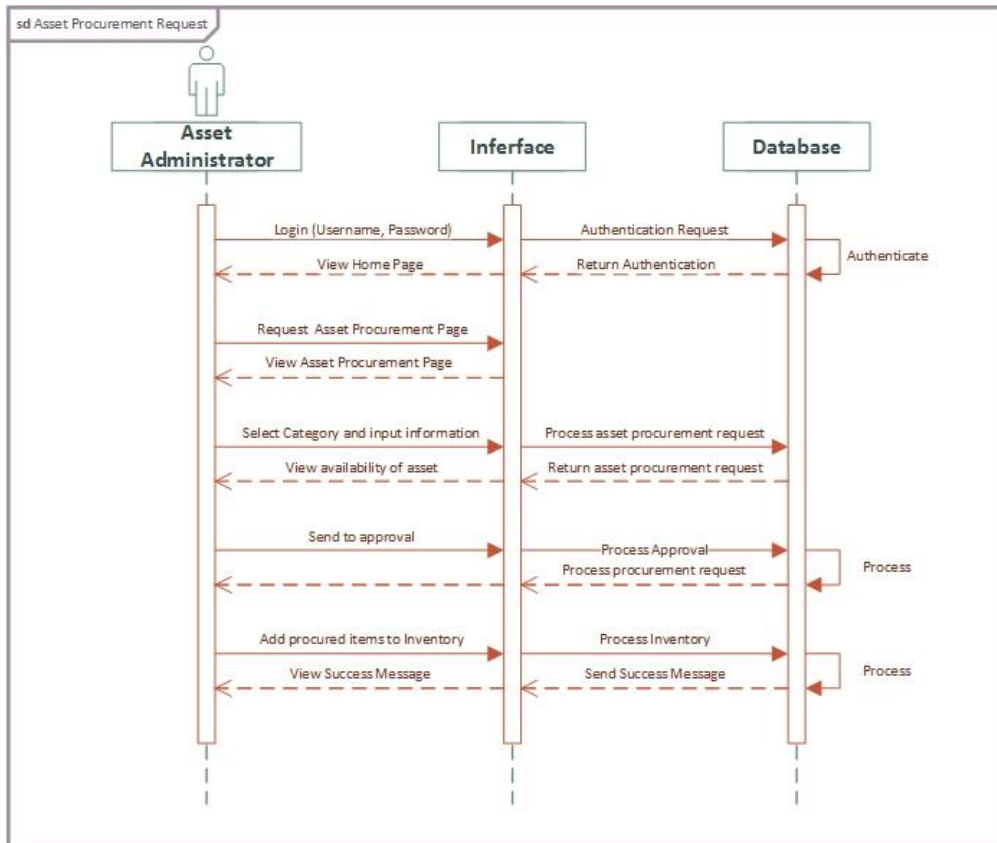 sd Asset Procurement Request
Asset
Administrator
Inferface
Database
Login (Username, Password)
Authentication Request
Authenticate
View Home Page
Return Authentication
Request Asset Procurement Page
View Asset Procurement Page
Select Category and input information
Process asset procurement request
View availability of asset
Return asset procurement request
Send to approval
Process Approval
Process
Process procurement request
Add procured items to Inventory
Process Inventory
Process
View Success Message
Send Success Message